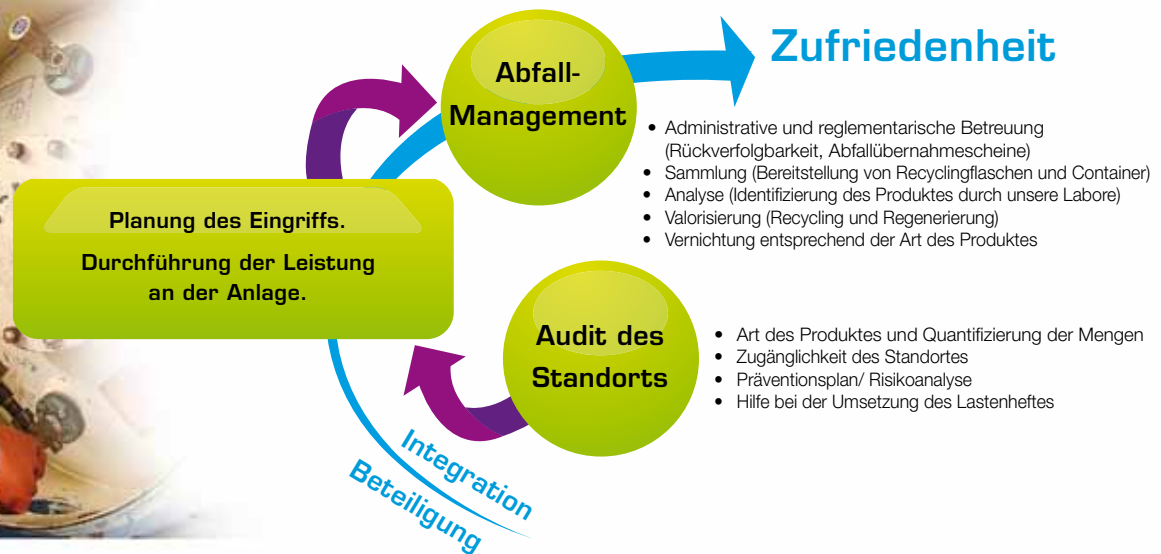 Zufriedenheit
Abfall-
Management
• Administrative und reglementarische Betreuung
(Rückverfolgbarkeit, Abfallübernahmescheine)
• Sammlung (Bereitstellung von Recyclingflaschen und Container)
• Analyse (Identifizierung des Produktes durch unsere Labore)
• Valorisierung (Recycling und Regenerierung)
• Vernichtung entsprechend der Art des Produktes
Planung des Eingriffs.
Durchführung der Leistung
an der Anlage.
Audit des
Standorts
• Art des Produktes und Quantifizierung der Mengen
• Zugänglichkeit des Standortes
• Präventionsplan/ Risikoanalyse
• Hilfe bei der Umsetzung des Lastenheftes
Integration
Beteiligung